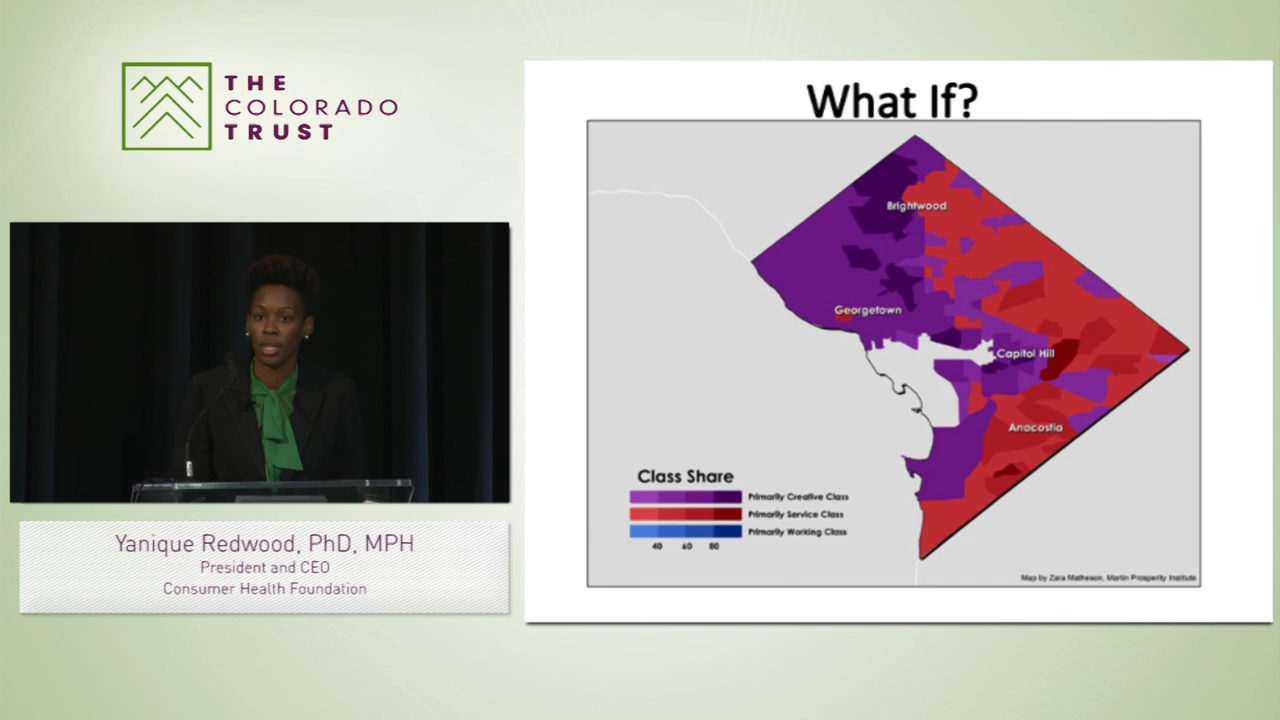 THE
COLORADO
TRUST
Yanique Redwood, PhD, MPH
President and CEO
Consumer Health Foundation
What If?
Brightwood
Georgetown
Capitol Hill
Anacostia
Class Share
Primarily Creative Class
Primarily Service Class
Primarily Working Class
40 60 80
Map by Zara Matheson, Martin Prosperity Institute